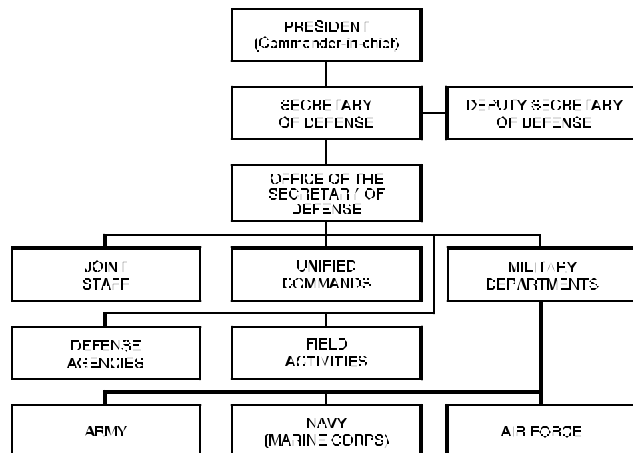 PRESIDENT
(Commander-in-chief)
SECRETARY
OF DEFENSE
DEPUTY SECRETARY
OF DEFENSE
OFFICE OF THE
SECRETARY OF
DEFENSE
JOINT
STAFF
UNIFIED
COMMANDS
MILITARY
DEPARTMENTS
DEFENSE
AGENCIES
FIELD
ACTIVITIES
ARMY
NAVY
(MARINE CORPS)
AIR FORCE